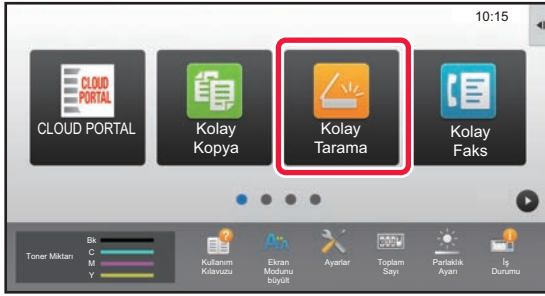 10:15
CLOUD
PORTAL
CLOUD PORTAL
Kolay
Kopya
Kolay
Tarama
Kolay
Faks
Toner Miktarı
Bk
C
M
Y
Kullanım
Kılavuzu
Ekran
Modunu
büyült
Ayarlar
Toplam
Sayı
Parlaklık
Ayarı
İş
Durumu